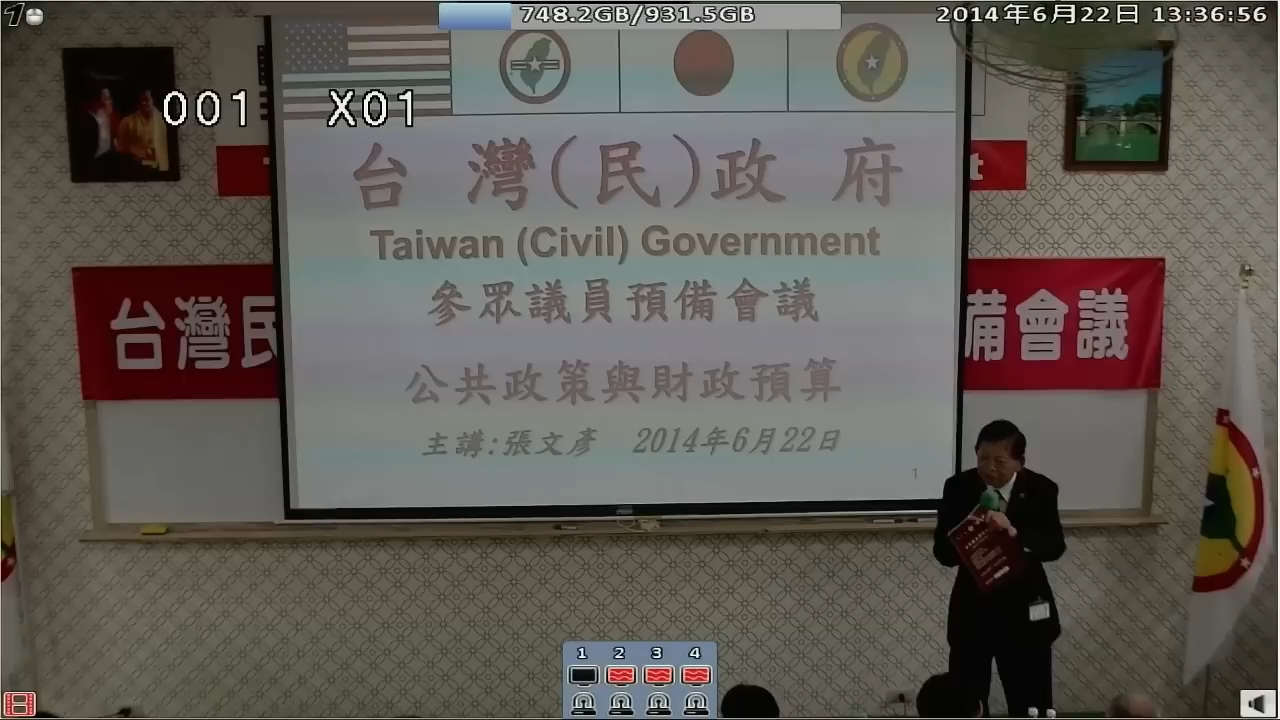 748.2GB/931.5GB
2014年6月22日 13:36:56
001 X01
台 灣(民)政 府
Taiwan (Civil) Government
參眾議員預備會議
公共政策與財政預算
主講:張文彥 2014年6月22日
1
t
台灣民
備會議
1 2 3 4